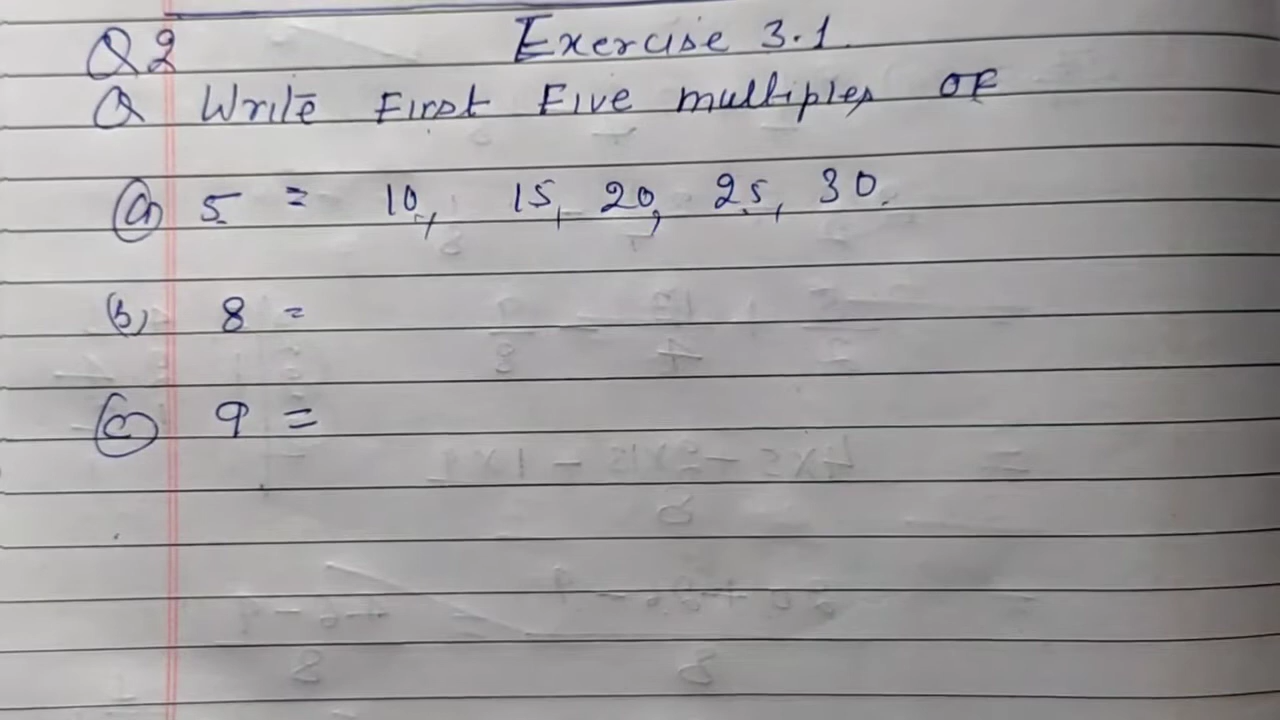 Q2 Exercise 3.1.
Q Write First Five multiples OF
(a) 5 = 10, 15, 20, 25, 30.
(b) 8 =
(c) 9 =